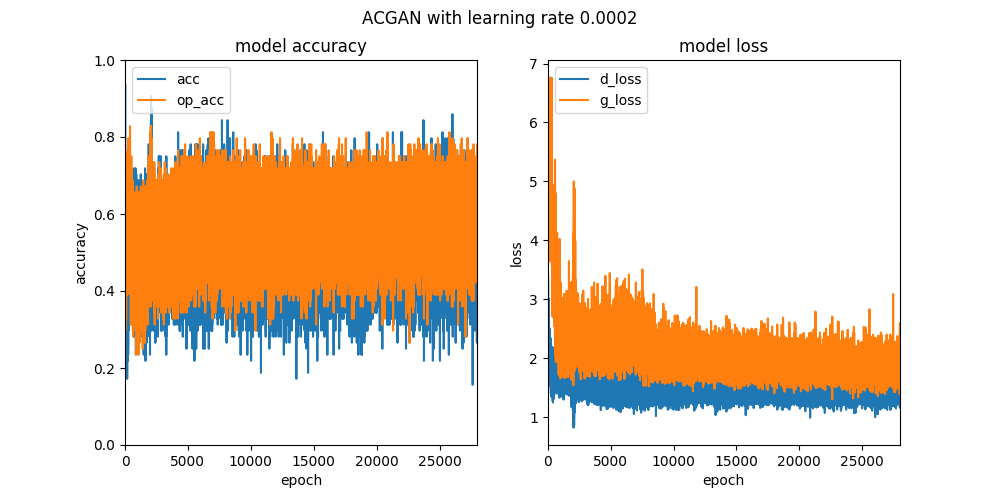 ACGAN with learning rate 0.0002
model accuracy
acc
op_acc
1.0
0.8
0.6
0.4
0.2
0.0
accuracy
0 5000 10000 15000 20000 25000
epoch
model loss
d_loss
g_loss
7
6
5
4
3
2
1
loss
0 5000 10000 15000 20000 25000
epoch